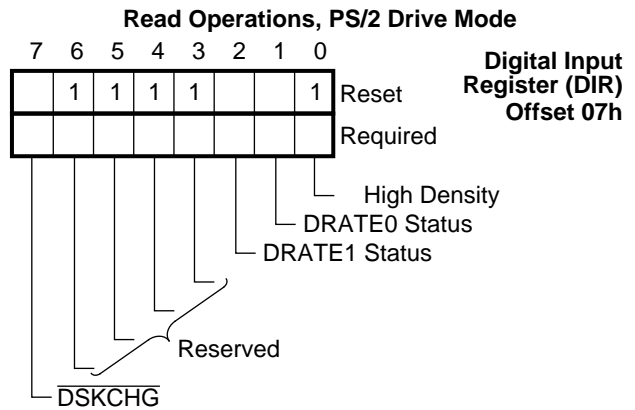 Read Operations, PS/2 Drive Mode
7 6 5 4 3 2 1 0
Digital Input
Register (DIR)
Offset 07h
1 1 1 1 1 Reset
Required
High Density
DRATE0 Status
DRATE1 Status
Reserved
DSKCHG